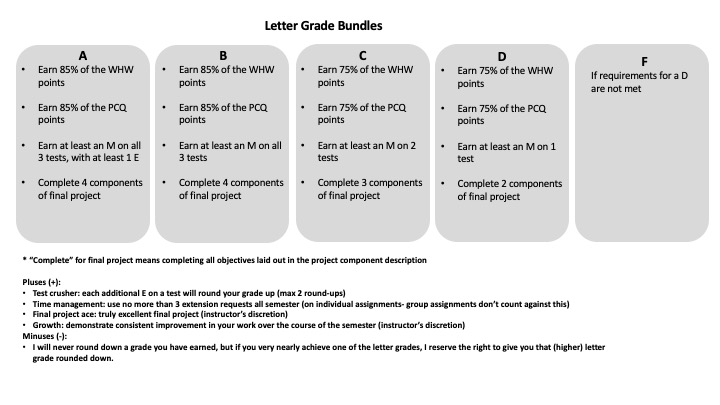 Letter Grade Bundles
A
• Earn 85% of the WHW
points
• Earn 85% of the PCQ
points
• Earn at least an M on all
3 tests, with at least 1 E
• Complete 4 components
of final project
B
• Earn 85% of the WHW
points
• Earn 85% of the PCQ
points
• Earn at least an M on all
3 tests
• Complete 4 components
of final project
C
• Earn 75% of the WHW
points
• Earn 75% of the PCQ
points
• Earn at least an M on 2
tests
• Complete 3 components
of final project
D
• Earn 75% of the WHW
points
• Earn 75% of the PCQ
points
• Earn at least an M on 1
test
• Complete 2 components
of final project
F
If requirements for a D
are not met
* “Complete” for final project means completing all objectives laid out in the project component description
Pluses (+):
• Test crusher: each additional E on a test will round your grade up (max 2 round-ups)
• Time management: use no more than 3 extension requests all semester (on individual assignments- group assignments don’t count against this)
• Final project ace: truly excellent final project (instructor’s discretion)
• Growth: demonstrate consistent improvement in your work over the course of the semester (instructor’s discretion)
Minuses (-):
• I will never round down a grade you have earned, but if you very nearly achieve one of the letter grades, I reserve the right to give you that (higher) letter
grade rounded down.